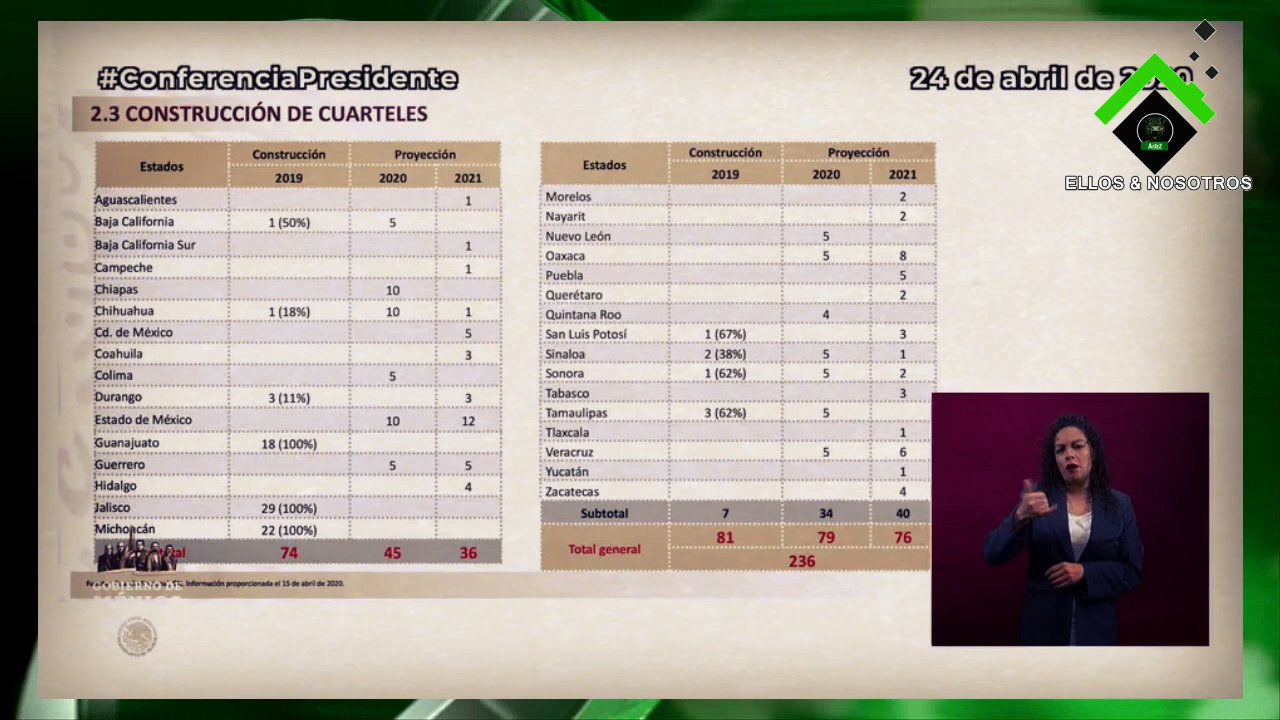 #ConferenciaPresidente
24 de abril de 2020
2.3 CONSTRUCCIÓN DE CUARTELES
ELLOS & NOSOTROS
Estados Construcción Proyección
2019 2020 2021
Aguascalientes 1
Baja California 1 (50%) 5
Baja California Sur 1
Campeche 1
Chiapas 10
Chihuahua 1 (18%) 10 1
Cd. de México 5
Coahuila 3
Colima 5
Durango 3 (11%) 3
Estado de México 10 12
Guanajuato 18 (100%)
Guerrero 5 5
Hidalgo 4
Jalisco 29 (100%)
Michoacán 22 (100%)
74 45 36
Estados Construcción Proyección
2019 2020 2021
Morelos 2
Nayarit 2
Nuevo León 5
Oaxaca 5 8
Puebla 5
Querétaro 2
Quintana Roo 4
San Luis Potosí 1 (67%) 3
Sinaloa 2 (38%) 5 1
Sonora 1 (62%) 5 2
Tabasco 3
Tamaulipas 3 (62%) 5
Tlaxcala 1
Veracruz 5 6
Yucatán 1
Zacatecas 4
Subtotal 7 34 40
Total general 81 79 76
236
Información proporcionada el 15 de abril de 2020.
GOBIERNO DE